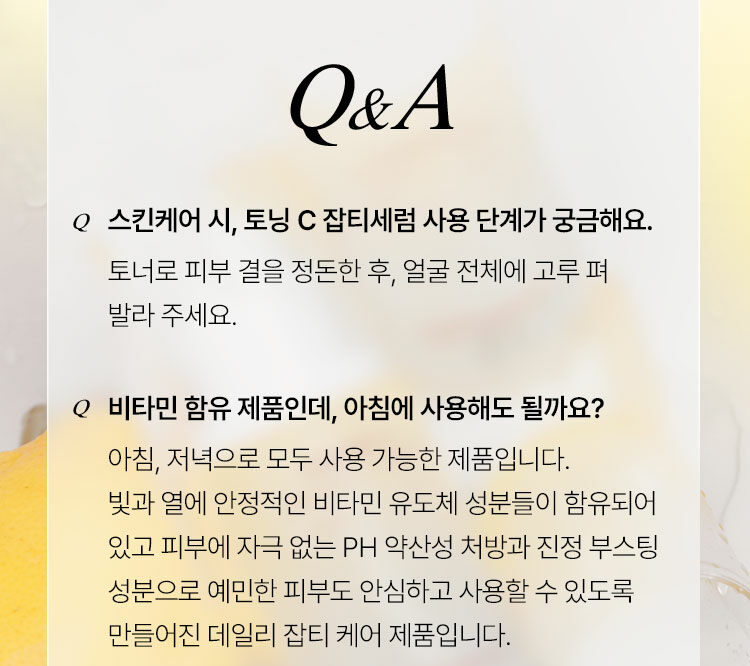 Q&A
Q 스킨케어 시, 토닝 C 잡티세럼 사용 단계가 궁금해요.
토너로 피부 결을 정돈한 후, 얼굴 전체에 고루 펴
발라 주세요.
Q 비타민 함유 제품인데, 아침에 사용해도 될까요?
아침, 저녁으로 모두 사용 가능한 제품입니다.
빛과 열에 안정적인 비타민 유도체 성분들이 함유되어
있고 피부에 자극 없는 PH 약산성 처방과 진정 부스팅
성분으로 예민한 피부도 안심하고 사용할 수 있도록
만들어진 데일리 잡티 케어 제품입니다.